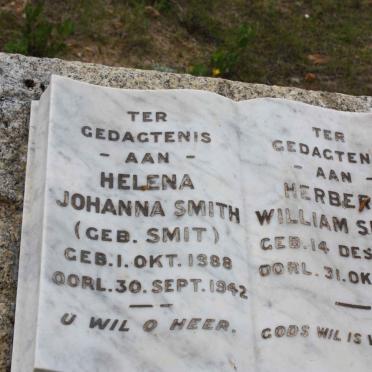 TER
GEDACTENIS
- AAN -
HELENA
JOHANNA SMITH
(GEB. SMIT)
GEB. 1. OKT. 1888
OORL. 30. SEPT. 1942
U WIL O HEER.
TER
GEDACTEN
- AAN -
HERBER
WILLIAM S
GEB. 14 DES
OORL. 31. OK
GODS WIL IS